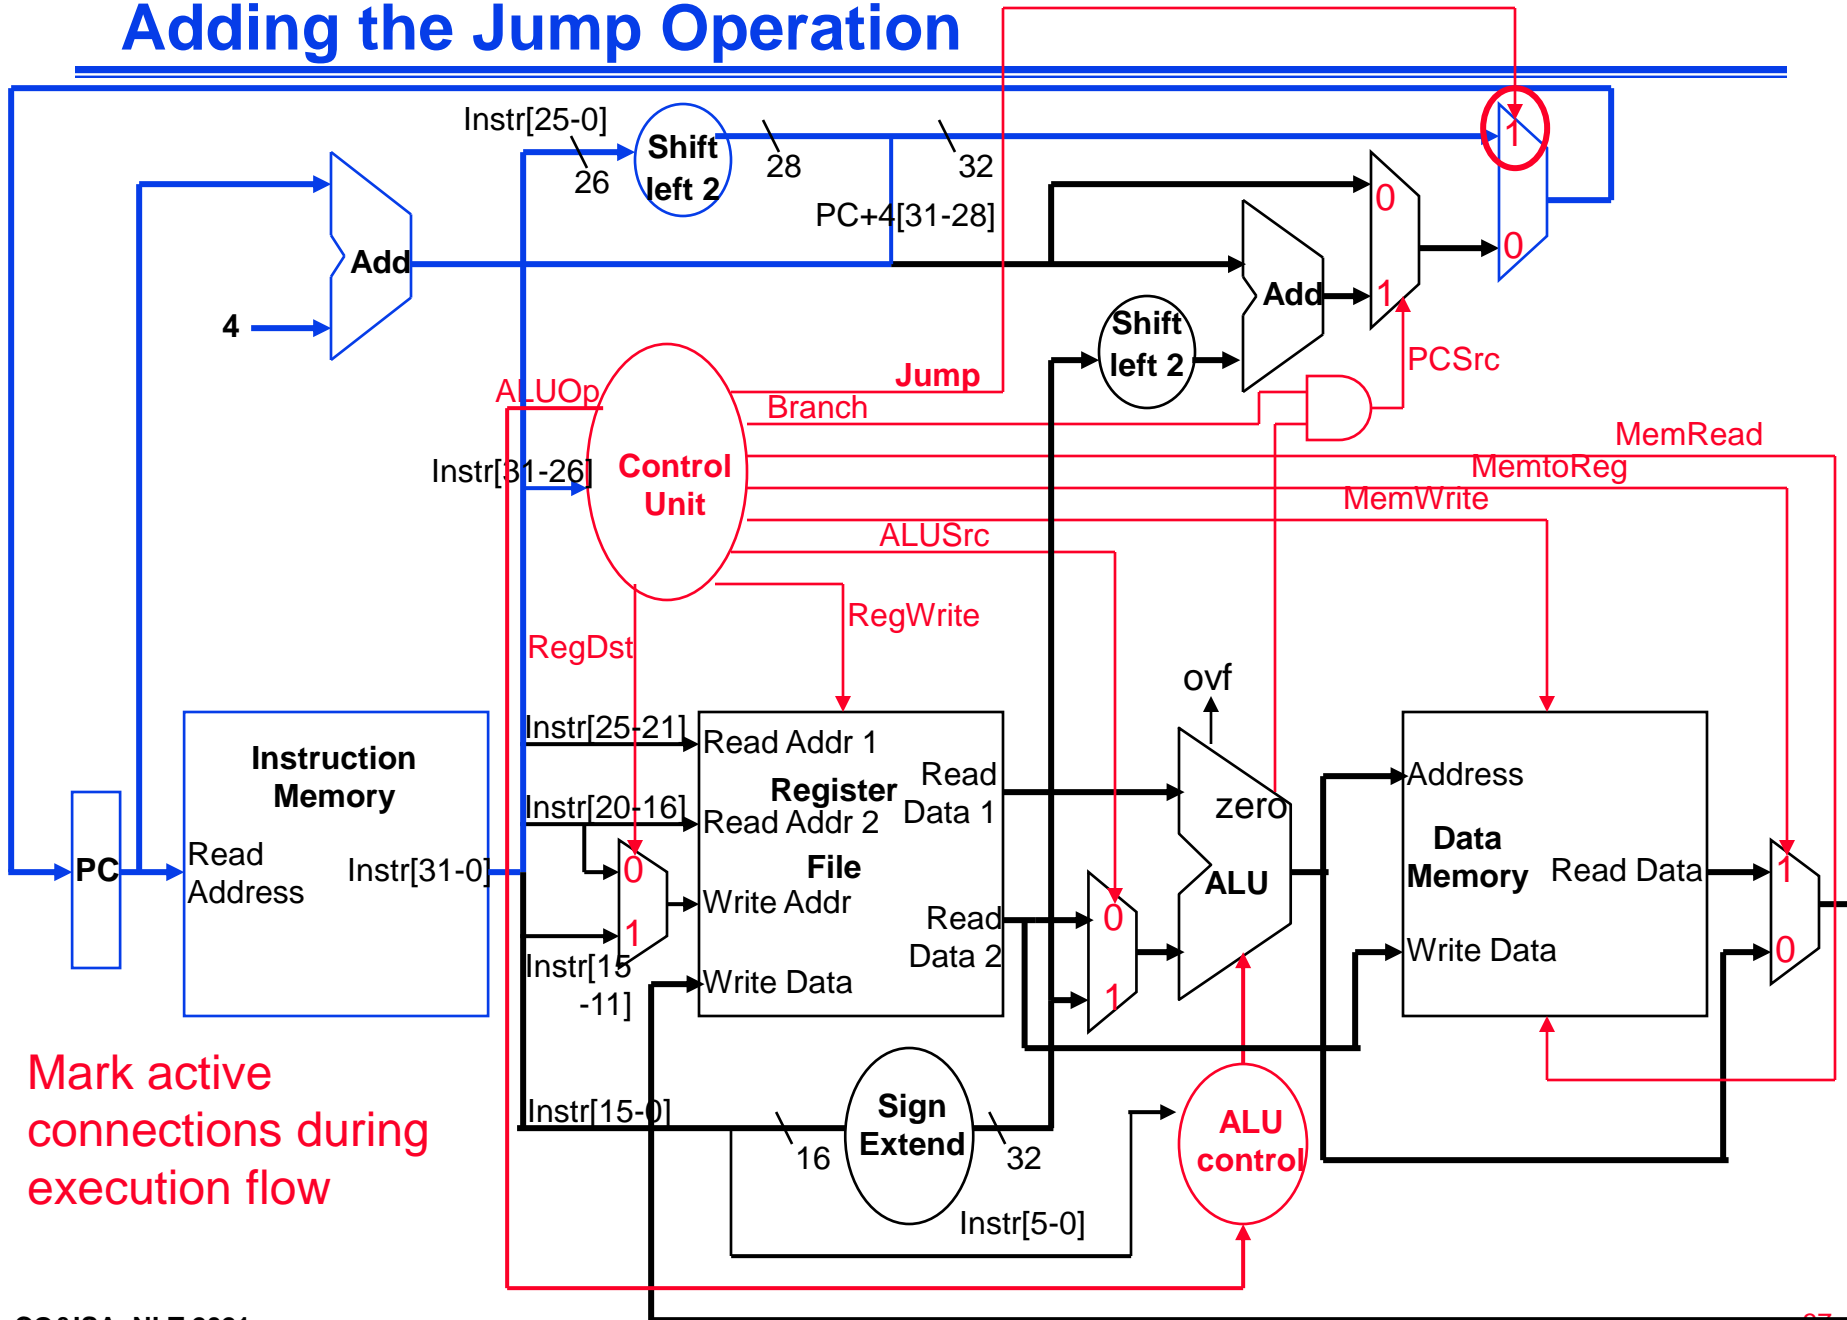 Adding the Jump Operation
Instr[25-0]
Shift
left 2
26
28
32
PC+4[31-28]
1
0
0
1
Add
Add
4
Shift
left 2
PCSrc
ALUOp
Jump
Branch
MemRead
MemtoReg
MemWrite
Instr[31-26]
Control
Unit
ALUSrc
RegWrite
RegDst
ovf
Instruction
Memory
Read
Address
Instr[31-0]
PC
Instr[25-21]
Read Addr 1
Instr[20-16]
Register
Read Addr 2
File
Read
Data 1
0
1
Write Addr
Read
Data 2
Instr[15
-11]
Write Data
0
1
zero
ALU
Address
Data
Memory
Read Data
Write Data
1
0
Mark active
connections during
execution flow
Instr[15-0]
16
Sign
Extend
32
ALU
control
Instr[5-0]